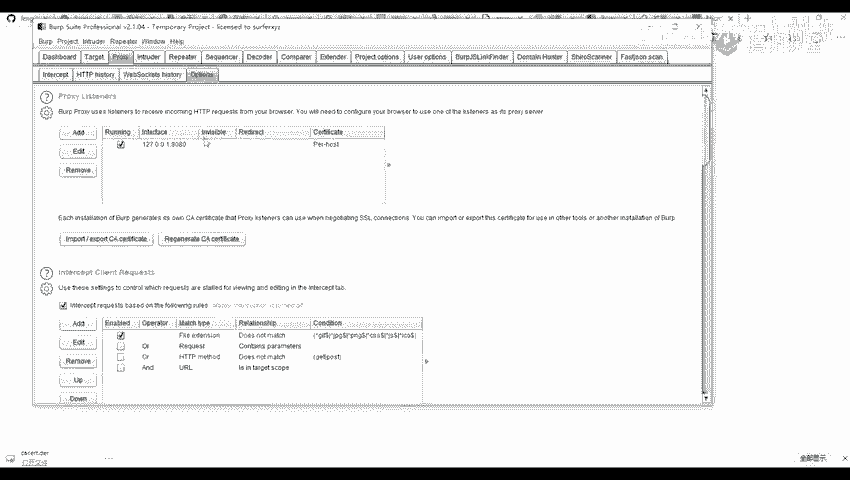 Burp Suite Professional v2.1.04 - Temporary Project - licensed to surferxyz
Burp Project Intruder Repeater Window Help
Dashboard Target Proxy Intruder Repeater Sequencer Decoder Comparer Extender Project options User options BurpJSLinkFinder Domain Hunter ShiroScanner Fastjson scan
Intercept HTTP history WebSockets history Options
Proxy Listeners
Burp Proxy uses listeners to receive incoming HTTP requests from your browser. You will need to configure your browser to use one of the listeners as its proxy server.
Add Running Interface Invisible Redirect Certificate
Edit 127.0.0.1:8080 Per-host
Remove
Each installation of Burp generates its own CA certificate that Proxy listeners can use when negotiating SSL connections. You can import or export this certificate for use in other tools or another installation of Burp.
Import / export CA certificate Regenerate CA certificate
Intercept Client Requests
Use these settings to control which requests are stalled for viewing and editing in the Intercept tab.
Intercept requests based on the following rules:
Add Enabled Operator Match type Relationship Condition
File extension Does not match (^gif$|^jpg$|^png$|^css$|^js$|^ico$)
Edit Or Request Contains parameters
Remove Or HTTP method Does not match (get|post)
And URL Is in target scope
Up
Down
cacert.der
打开文件
全部显示